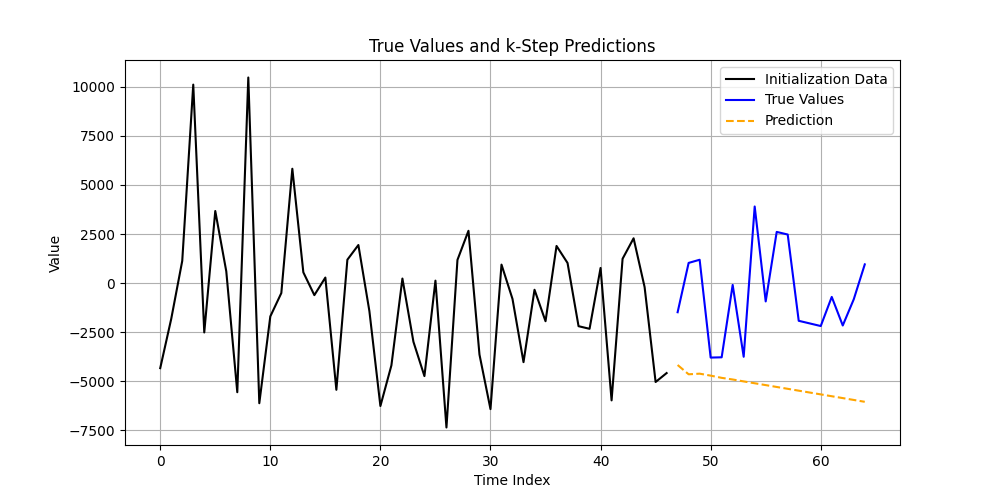 True Values and k-Step Predictions
Initialization Data
True Values
Prediction
10000
7500
5000
2500
0
−2500
−5000
−7500
Value
0 10 20 30 40 50 60
Time Index